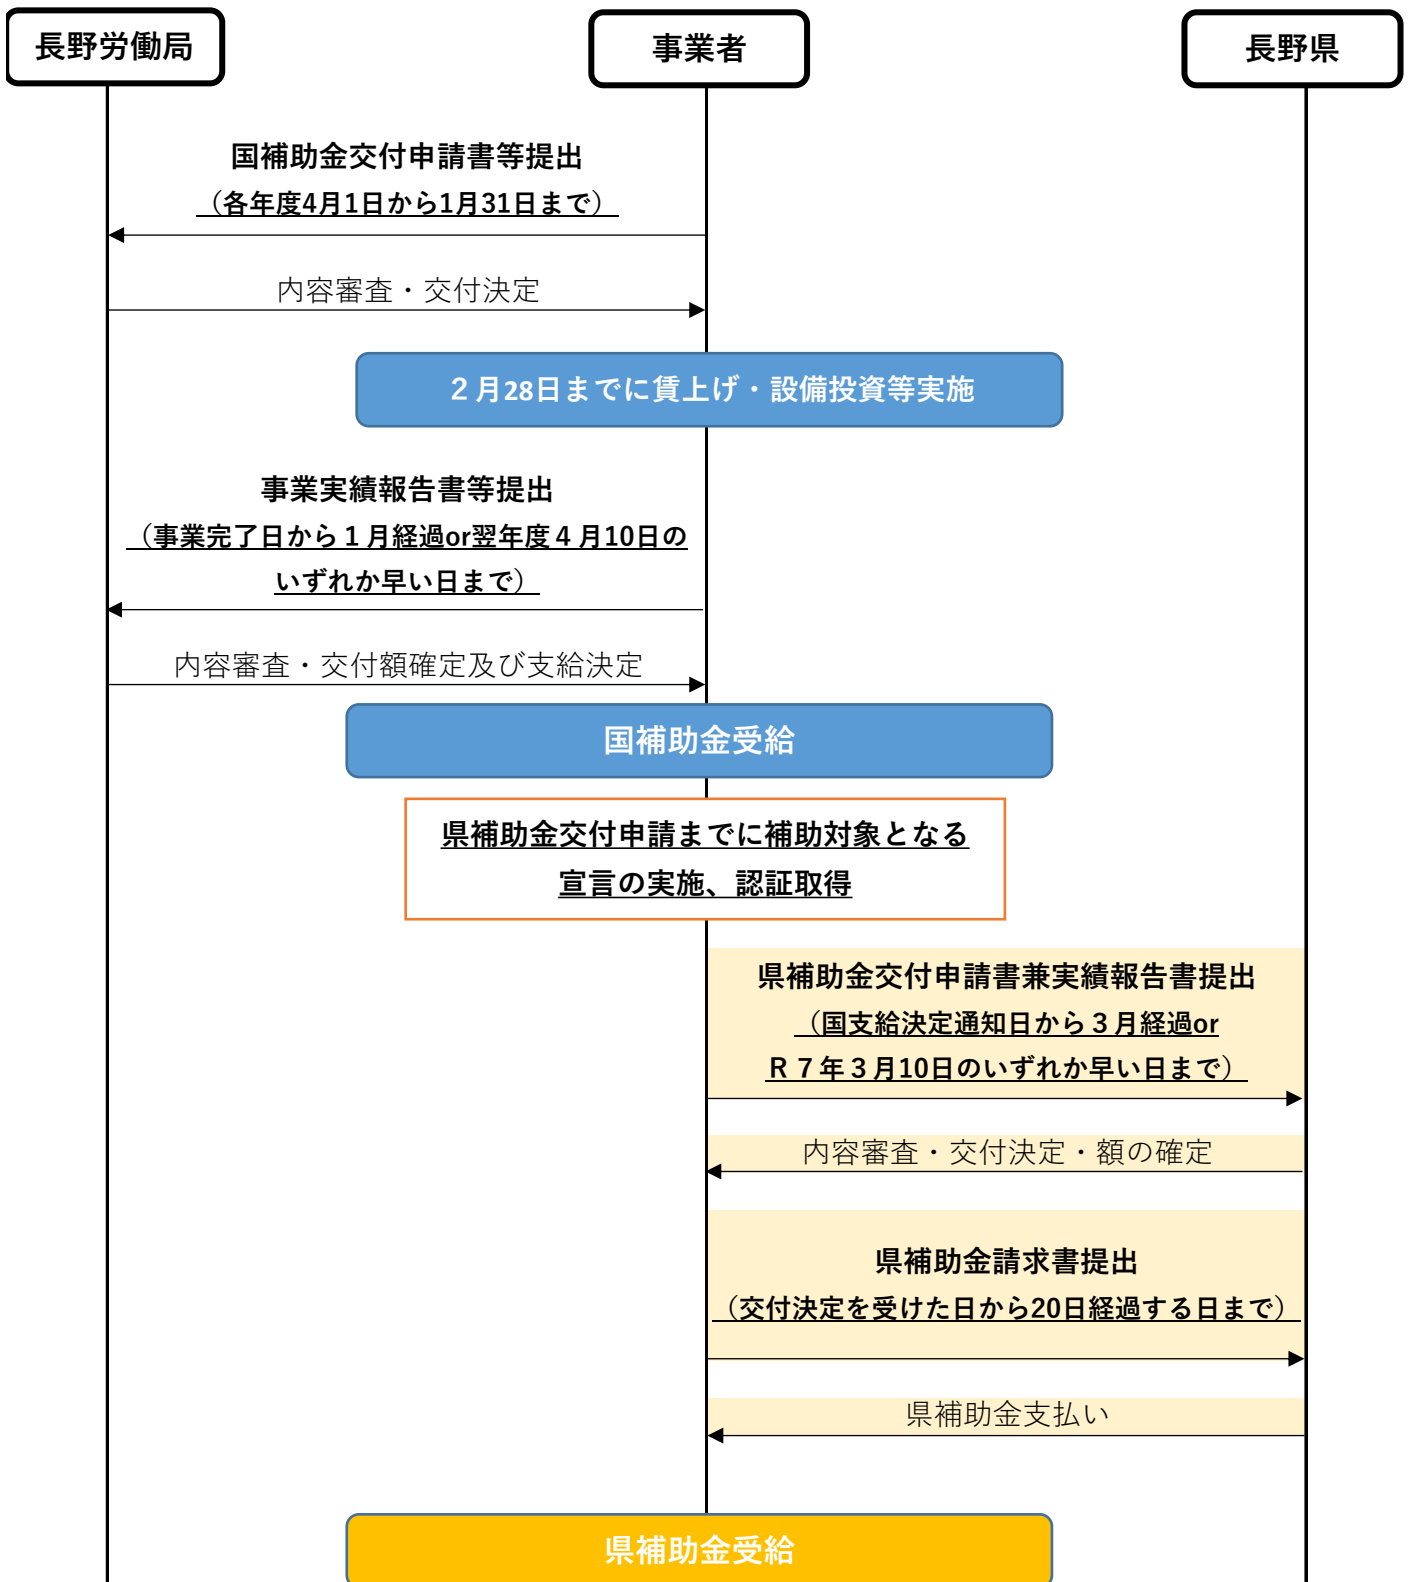 長野労働局
事業者
長野県
国補助金交付申請書等提出
（各年度4月1日から1月31日まで）
内容審査・交付決定
２月28日までに賃上げ・設備投資等実施
事業実績報告書等提出
（事業完了日から１月経過or翌年度４月10日の
いずれか早い日まで）
内容審査・交付額確定及び支給決定
国補助金受給
県補助金交付申請までに補助対象となる
宣言の実施、認証取得
県補助金交付申請書兼実績報告書提出
（国支給決定通知日から３月経過or
Ｒ７年３月10日のいずれか早い日まで）
内容審査・交付決定・額の確定
県補助金請求書提出
（交付決定を受けた日から20日経過する日まで）
県補助金支払い
県補助金受給